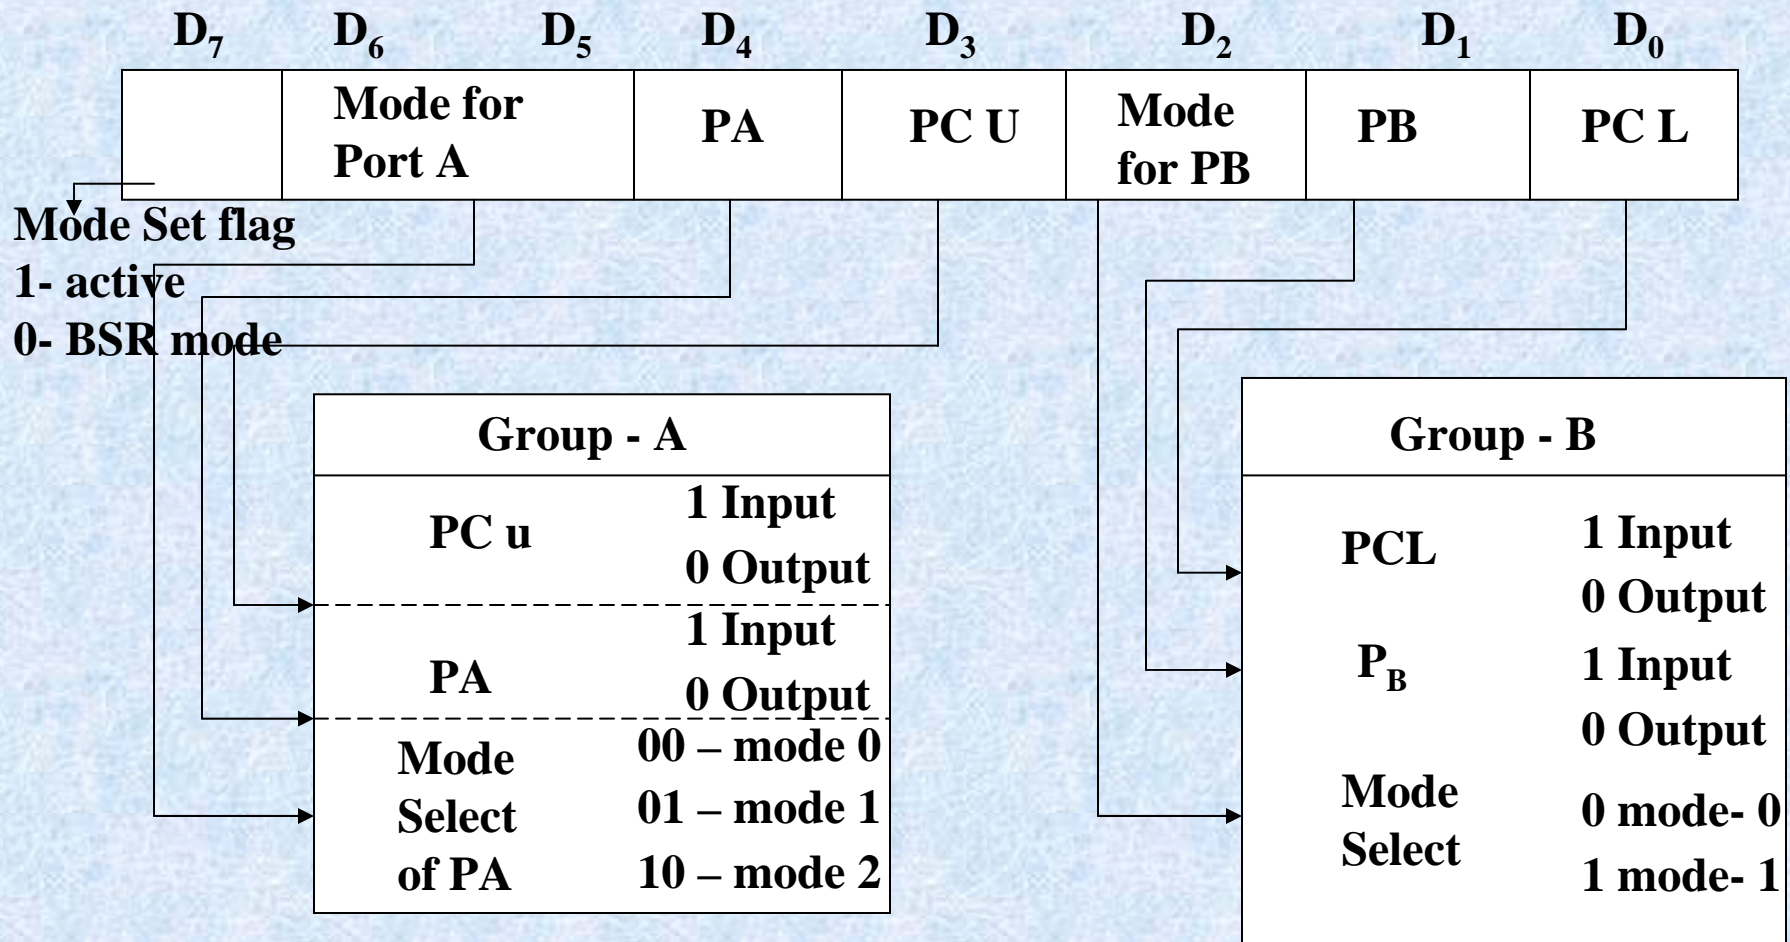 D7 D6 D5 D4 D3 D2 D1 D0
Mode for
Port A
PA
PC U
Mode
for PB
PB
PC L
Mode Set flag
1- active
0- BSR mode
Group - A
PC u
1 Input
0 Output
PA
1 Input
0 Output
Mode
Select
of PA
00 – mode 0
01 – mode 1
10 – mode 2
Group - B
PCL
1 Input
0 Output
PB
1 Input
0 Output
Mode
Select
0 mode- 0
1 mode- 1